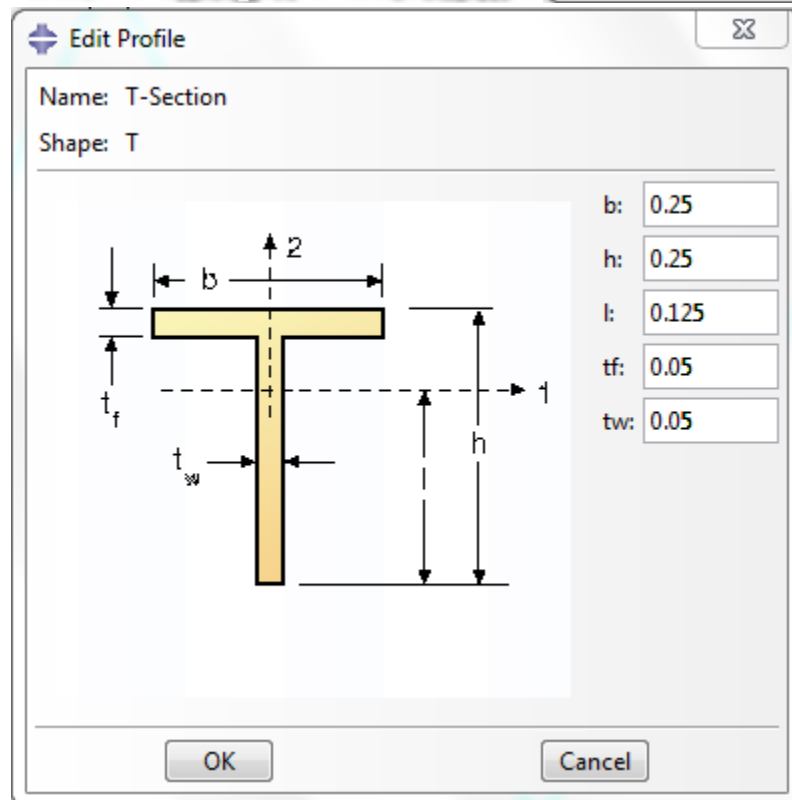 Edit Profile
Name: T-Section
Shape: T
b: 0.25
h: 0.25
l: 0.125
tf: 0.05
tw: 0.05
2
b
1
tf
h
l
tw
OK Cancel